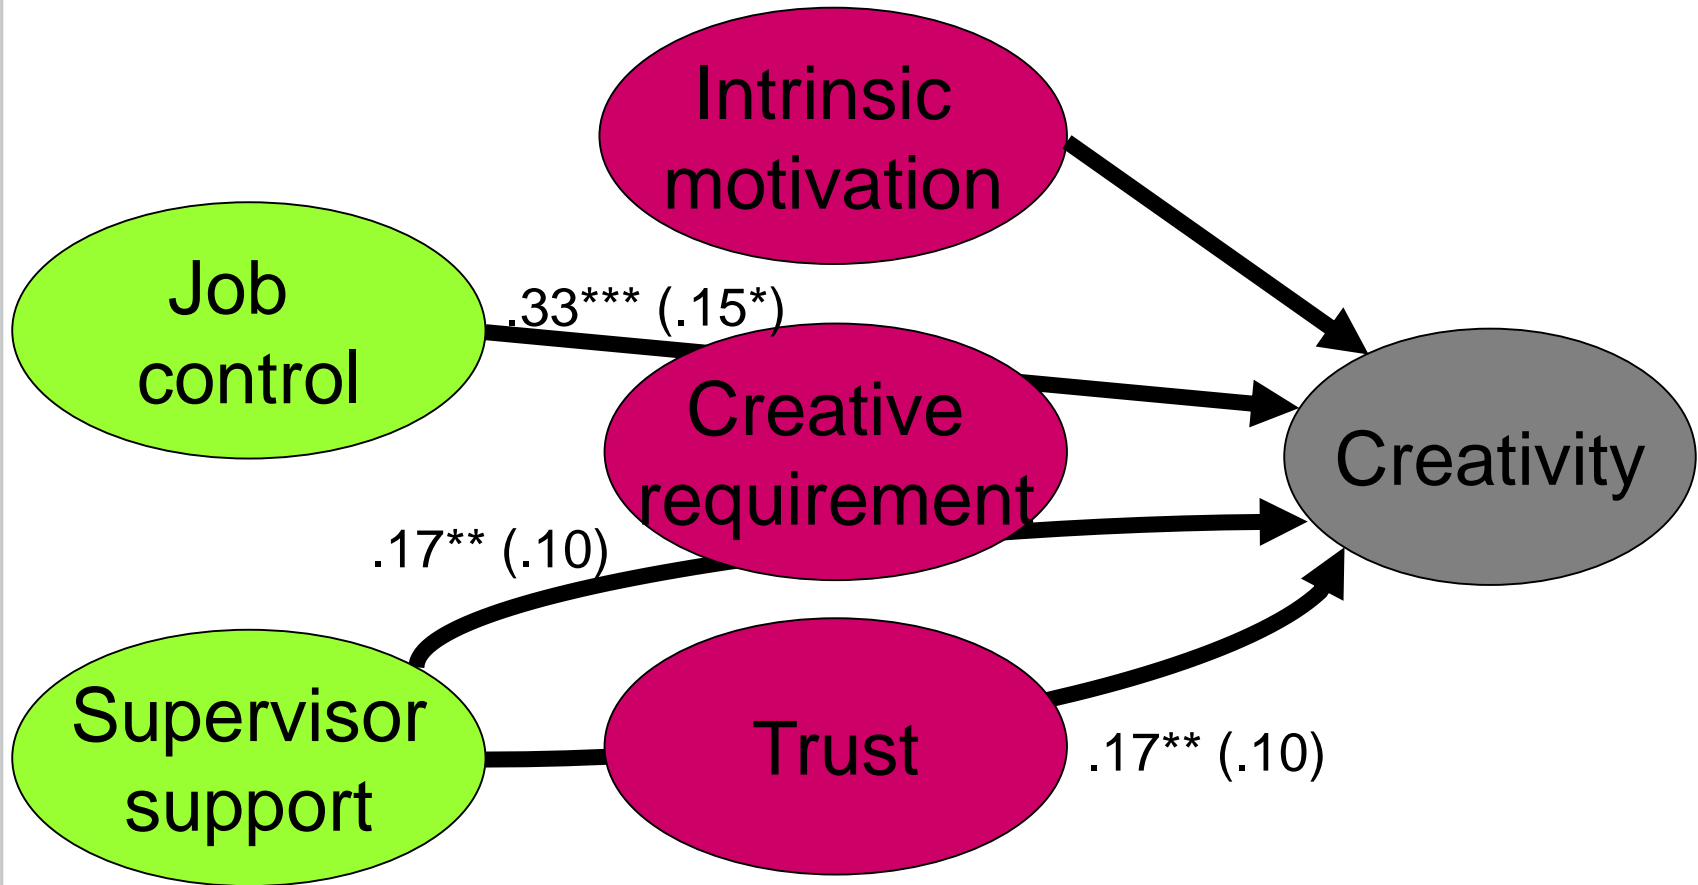 Intrinsic
motivation
Job
control
.33*** (.15*)
Creative
requirement
Creativity
.17** (.10)
Supervisor
support
Trust
.17** (.10)